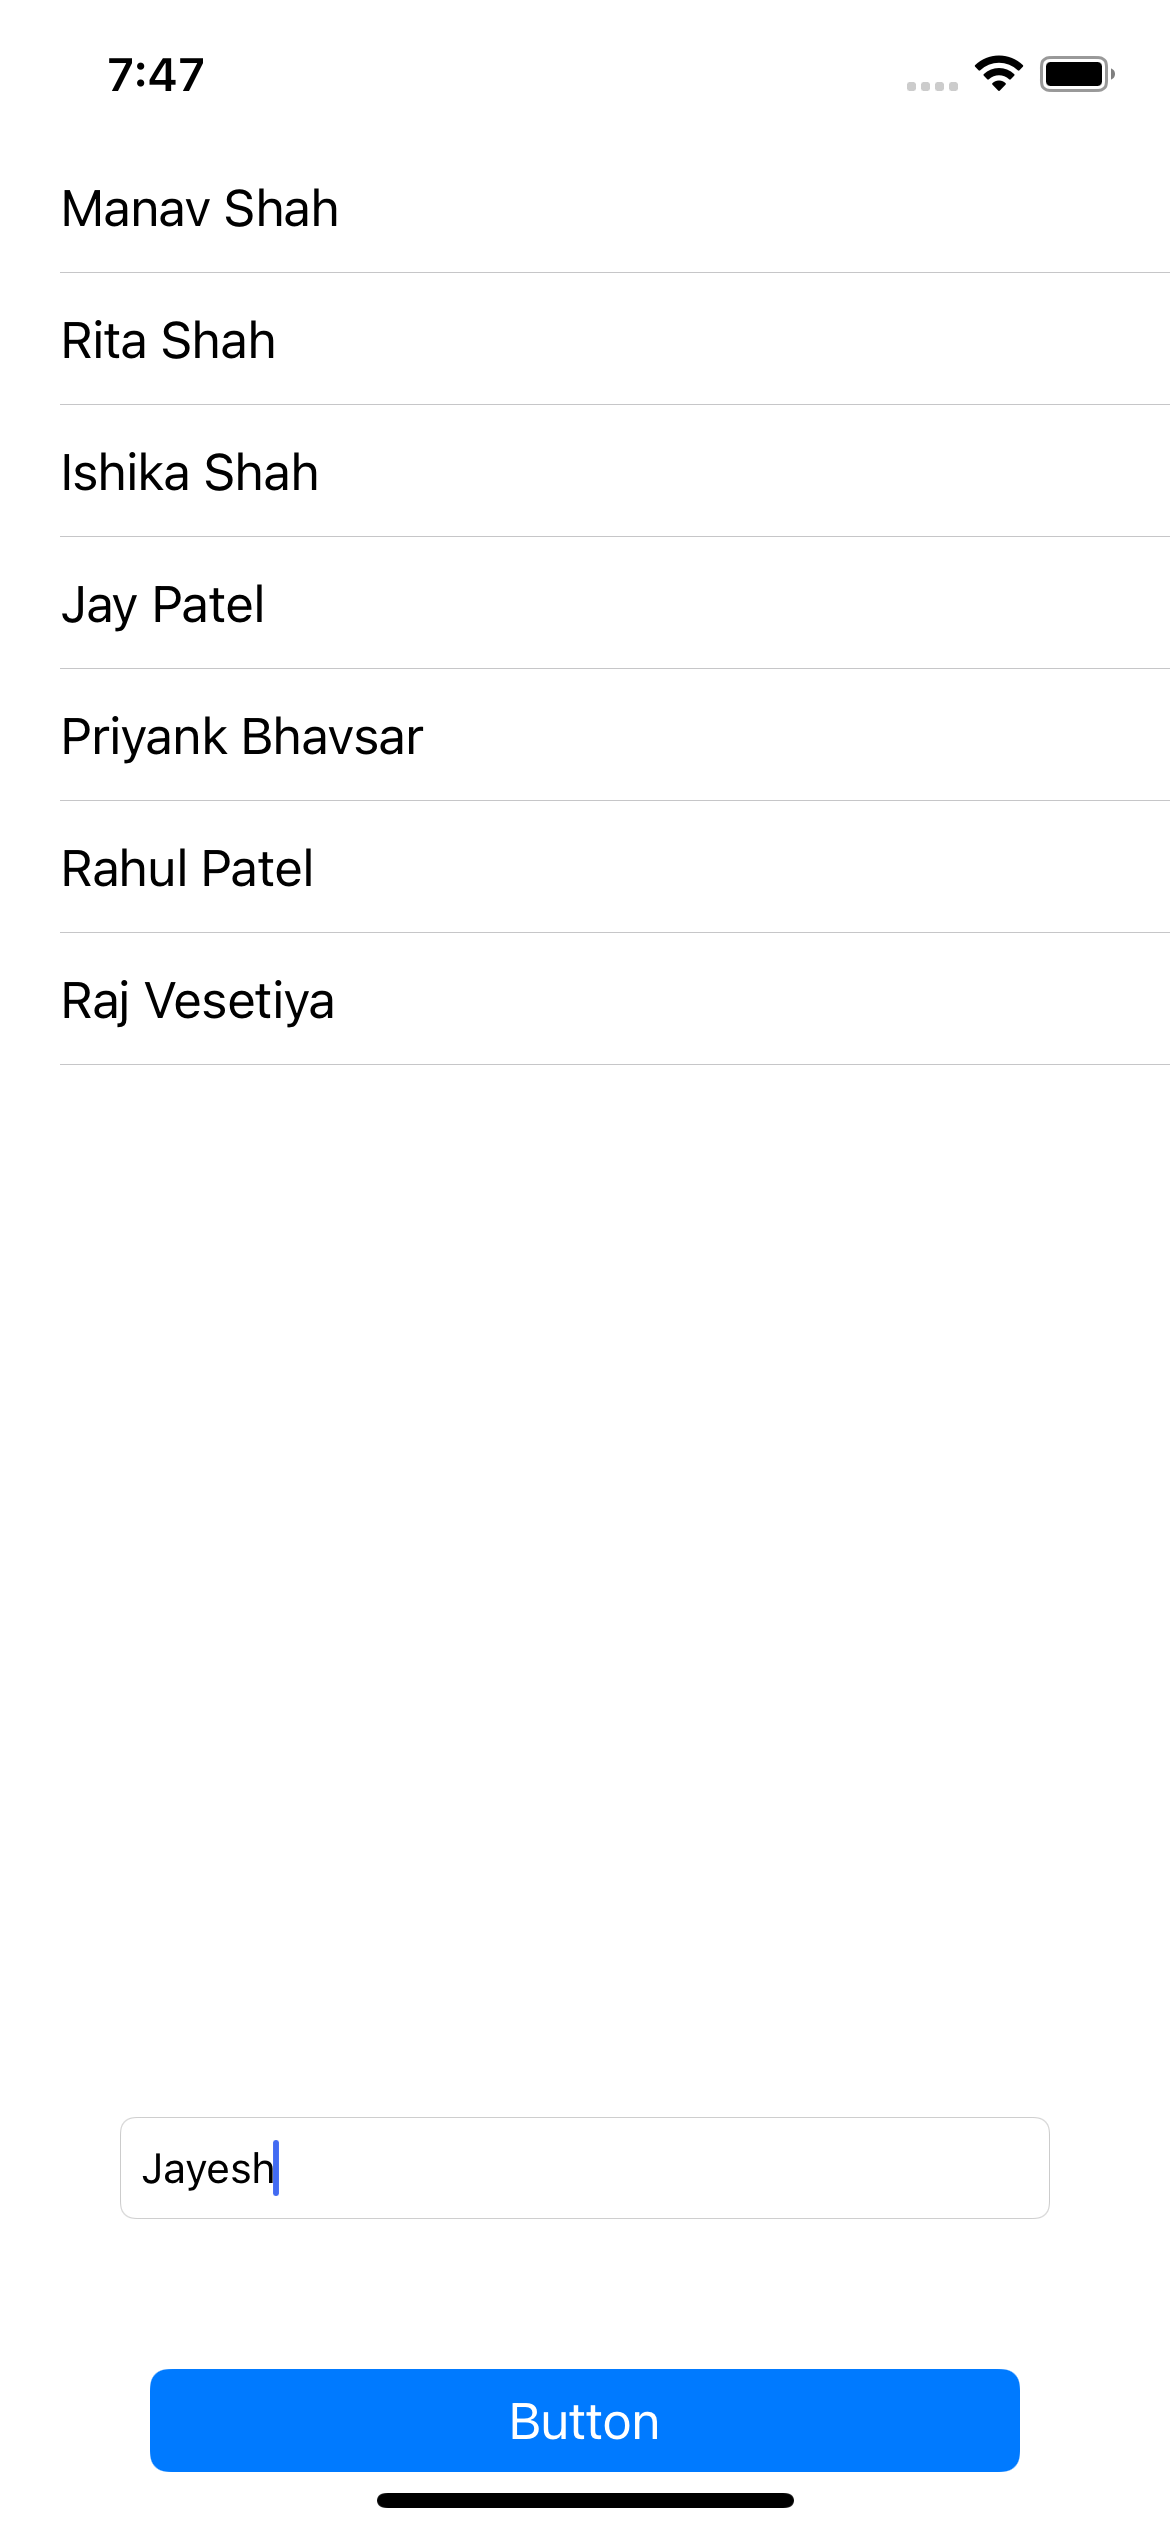 7:47
Manav Shah
Rita Shah
Ishika Shah
Jay Patel
Priyank Bhavsar
Rahul Patel
Raj Vesetiya
Jayesh
Button